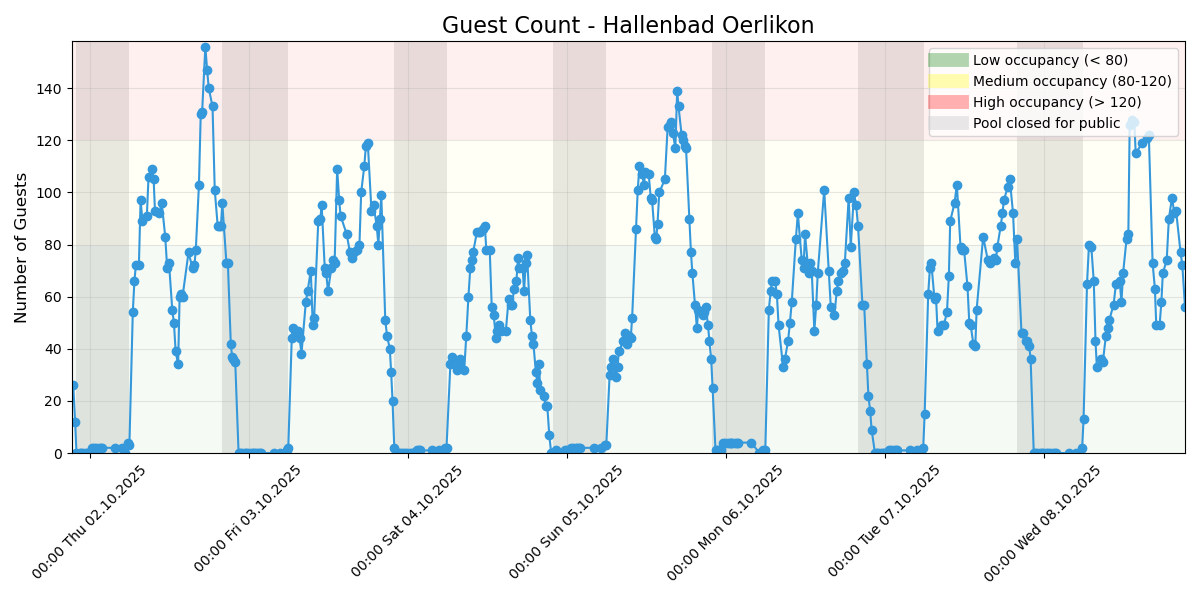 Guest Count - Hallenbad Oerlikon
Low occupancy (< 80)
Medium occupancy (80-120)
High occupancy (> 120)
Pool closed for public
Number of Guests
140
120
100
80
60
40
20
0
00:00 Thu 02.10.2025
00:00 Fri 03.10.2025
00:00 Sat 04.10.2025
00:00 Sun 05.10.2025
00:00 Mon 06.10.2025
00:00 Tue 07.10.2025
00:00 Wed 08.10.2025